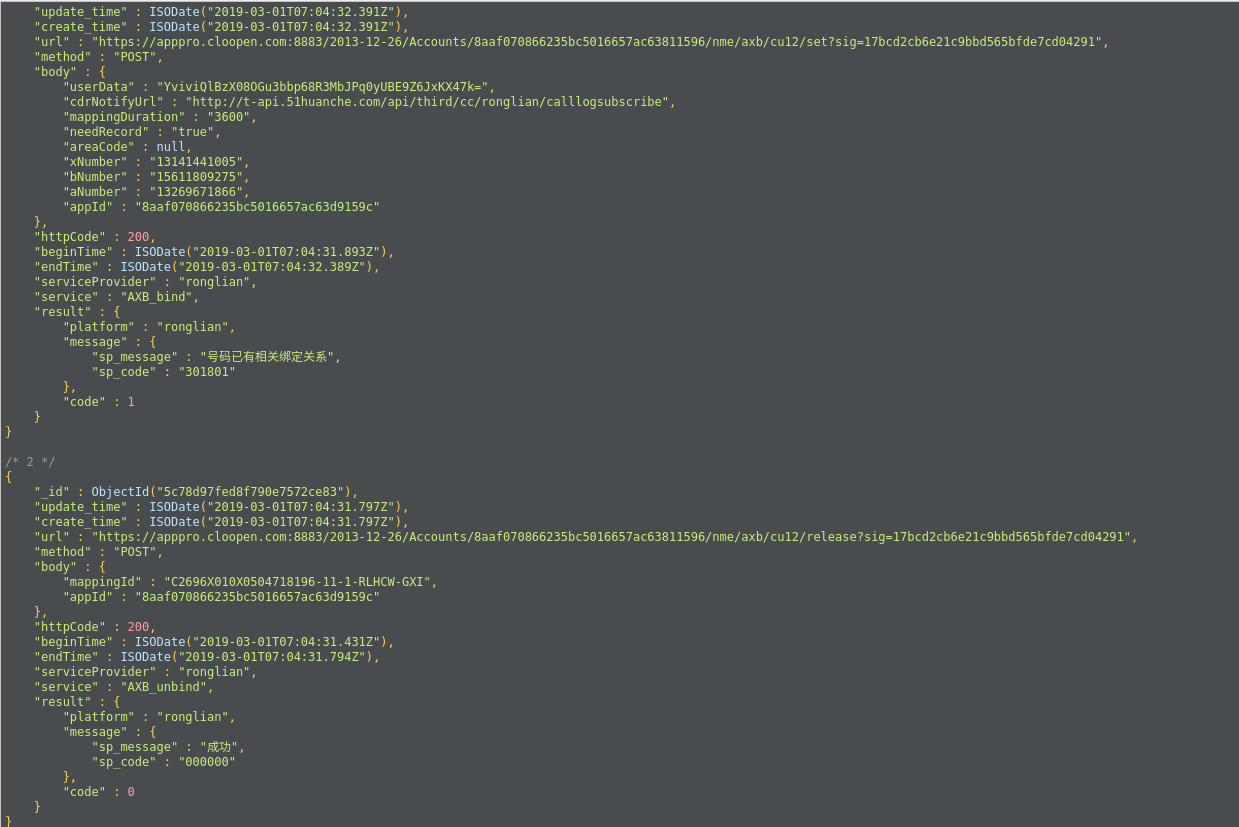 "update_time" : ISODate("2019-03-01T07:04:32.391Z"),
"create_time" : ISODate("2019-03-01T07:04:32.391Z"),
"url" : "https://apppro.cloopen.com:8883/2013-12-26/Accounts/8aaf070866235bc5016657ac63811596/nme/axb/cu12/set?sig=17bcd2cb6e21c9bbd565bfde7cd04291",
"method" : "POST",
"body" : {
"userData" : "YviviQlBzX08OGu3bbp68R3MbJPq0yUBE9Z6JxKX47k=",
"cdrNotifyUrl" : "http://t-api.51huanche.com/api/third/cc/ronglian/calllogsubscribe",
"mappingDuration" : "3600",
"needRecord" : "true",
"areaCode" : null,
"xNumber" : "13141441005",
"bNumber" : "15611809275",
"aNumber" : "13269671866",
"appId" : "8aaf070866235bc5016657ac63d9159c"
},
"httpCode" : 200,
"beginTime" : ISODate("2019-03-01T07:04:31.893Z"),
"endTime" : ISODate("2019-03-01T07:04:32.389Z"),
"serviceProvider" : "ronglian",
"service" : "AXB_bind",
"result" : {
"platform" : "ronglian",
"message" : {
"sp_message" : "号码已有相关绑定关系",
"sp_code" : "301801"
},
"code" : 1
}
}
/* 2 */
{
"_id" : ObjectId("5c78d97fed8f790e7572ce83"),
"update_time" : ISODate("2019-03-01T07:04:31.797Z"),
"create_time" : ISODate("2019-03-01T07:04:31.797Z"),
"url" : "https://apppro.cloopen.com:8883/2013-12-26/Accounts/8aaf070866235bc5016657ac63811596/nme/axb/cu12/release?sig=17bcd2cb6e21c9bbd565bfde7cd04291",
"method" : "POST",
"body" : {
"mappingId" : "C2696X010X0504718196-11-1-RLHCW-GXI",
"appId" : "8aaf070866235bc5016657ac63d9159c"
},
"httpCode" : 200,
"beginTime" : ISODate("2019-03-01T07:04:31.431Z"),
"endTime" : ISODate("2019-03-01T07:04:31.794Z"),
"serviceProvider" : "ronglian",
"service" : "AXB_unbind",
"result" : {
"platform" : "ronglian",
"message" : {
"sp_message" : "成功",
"sp_code" : "000000"
},
"code" : 0
}
}